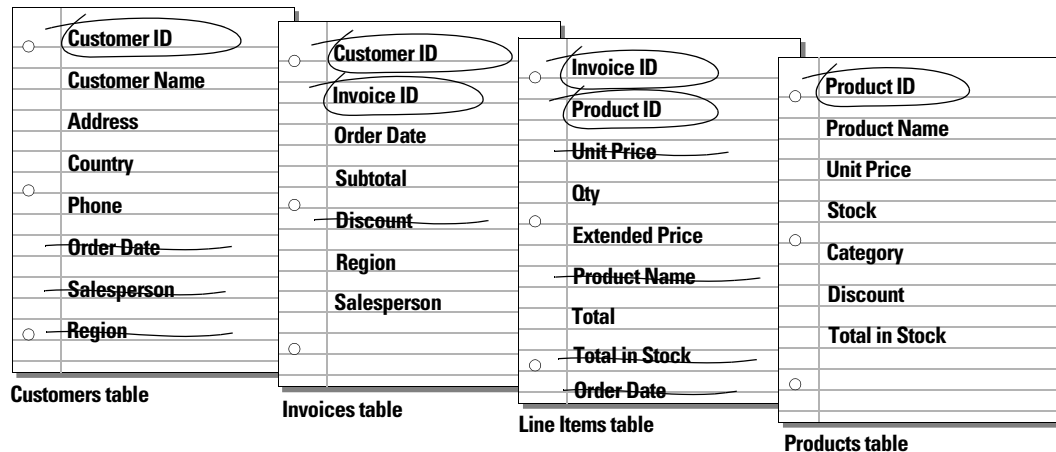 Customer ID
Customer Name
Address
Country
Phone
Order Date
Salesperson
Region
Customers table
Customer ID
Invoice ID
Order Date
Subtotal
Discount
Region
Salesperson
Invoices table
Invoice ID
Product ID
Unit Price
Qty
Extended Price
Product Name
Total
Total in Stock
Order Date
Line Items table
Product ID
Product Name
Unit Price
Stock
Category
Discount
Total in Stock
Products table